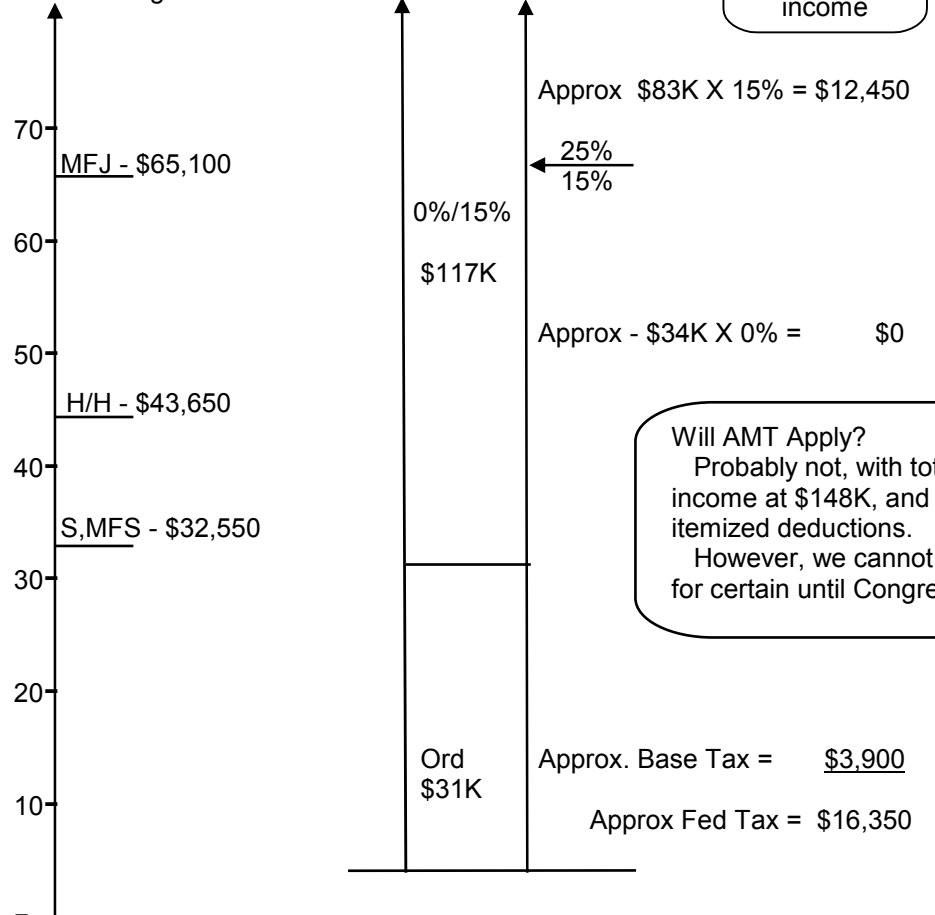 income
Approx $83K X 15% = $12,450
70
MFJ - $65,100
25%
15%
0%/15%
60
$117K
Approx - $34K X 0% = $0
50
H/H - $43,650
Will AMT Apply?
Probably not, with
income at $148K, and
itemized deductions.
However, we cannot
for certain until
40
S,MFS - $32,550
30
20
Ord
$31K
Approx. Base Tax = $3,900
10
Approx Fed Tax = $16,350